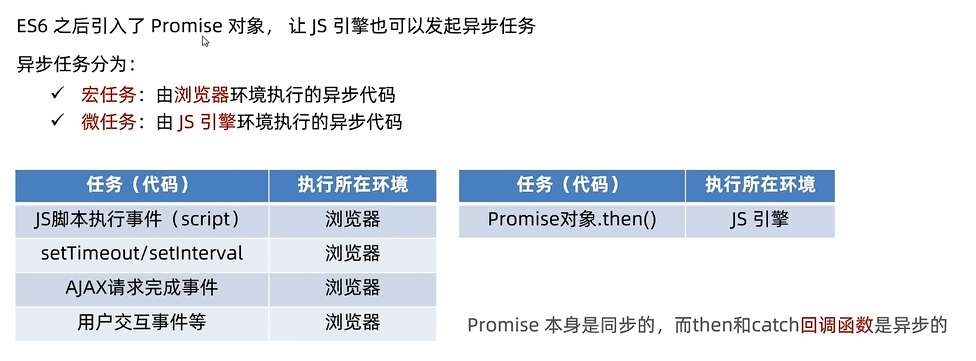 ES6 之后引入了 Promise 对象， 让 JS 引擎也可以发起异步任务
异步任务分为：
✓ 宏任务：由浏览器环境执行的异步代码
✓ 微任务：由 JS 引擎环境执行的异步代码
任务（代码） 执行所在环境
JS脚本执行事件（script） 浏览器
setTimeout/setInterval 浏览器
AJAX请求完成事件 浏览器
用户交互事件等 浏览器
任务（代码） 执行所在环境
Promise对象.then() JS 引擎
Promise 本身是同步的，而then和catch回调函数是异步的